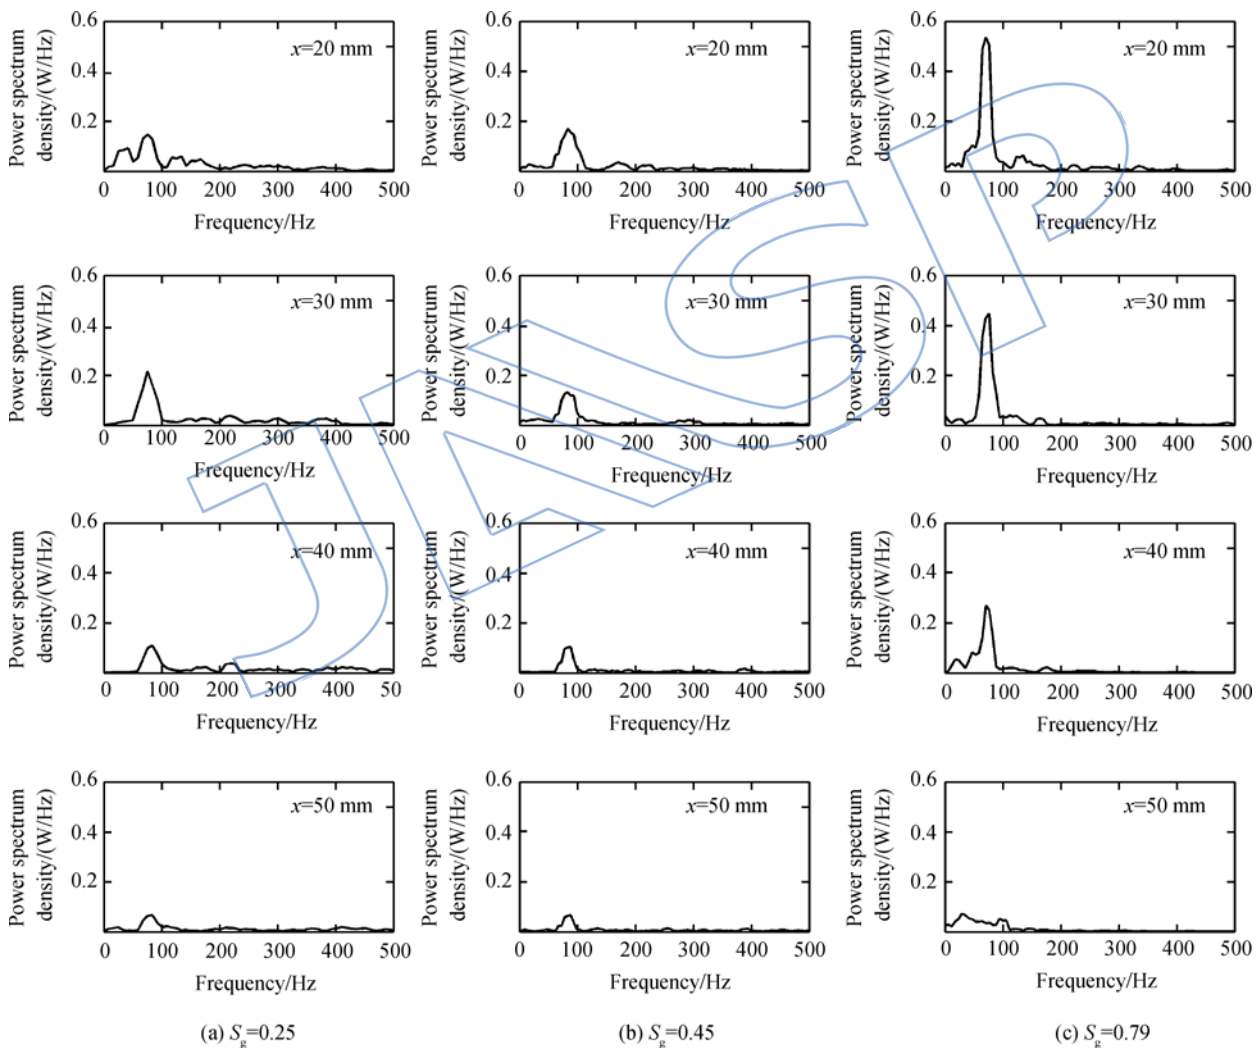 0.6
Power spectrum
density/(W/Hz)
0.4
0.2
x=20 mm
0 100 200 300 400 500
Frequency/Hz
0.6
Power spectrum
density/(W/Hz)
0.4
0.2
x=20 mm
0 100 200 300 400 500
Frequency/Hz
0.6
Power spectrum
density/(W/Hz)
0.4
0.2
x=20 mm
0 100 200 300 400 500
Frequency/Hz
0.6
Power spectrum
density/(W/Hz)
0.4
0.2
x=30 mm
0 100 200 300 400 500
Frequency/Hz
0.6
Power spectrum
density/(W/Hz)
0.4
0.2
x=30 mm
0 100 200 300 400 500
Frequency/Hz
0.6
Power spectrum
density/(W/Hz)
0.4
0.2
x=30 mm
0 100 200 300 400 500
Frequency/Hz
0.6
Power spectrum
density/(W/Hz)
0.4
0.2
x=40 mm
0 100 200 300 400 50
Frequency/Hz
0.6
Power spectrum
density/(W/Hz)
0.4
0.2
x=40 mm
0 100 200 300 400 500
Frequency/Hz
0.6
Power spectrum
density/(W/Hz)
0.4
0.2
x=40 mm
0 100 200 300 400 500
Frequency/Hz
0.6
Power spectrum
density/(W/Hz)
0.4
0.2
x=50 mm
0 100 200 300 400 500
Frequency/Hz
0.6
Power spectrum
density/(W/Hz)
0.4
0.2
x=50 mm
0 100 200 300 400 500
Frequency/Hz
0.6
Power spectrum
density/(W/Hz)
0.4
0.2
x=50 mm
0 100 200 300 400 500
Frequency/Hz
(a) Sg=0.25
(b) Sg=0.45
(c) Sg=0.79
JASP